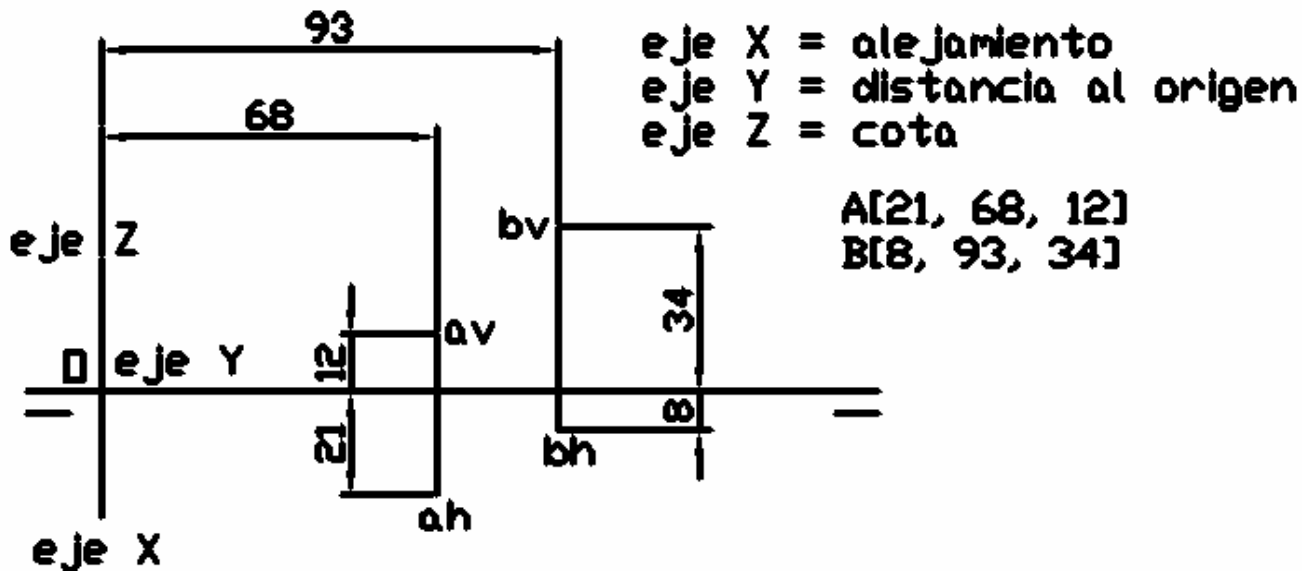 93
eje X = alejamiento
eje Y = distancia al origen
68
eje Z = cota
A[21, 68, 12]
bv
eje Z
B[8, 93, 34]
34
av
O eje Y
12
8
21
bh
ah
eje X